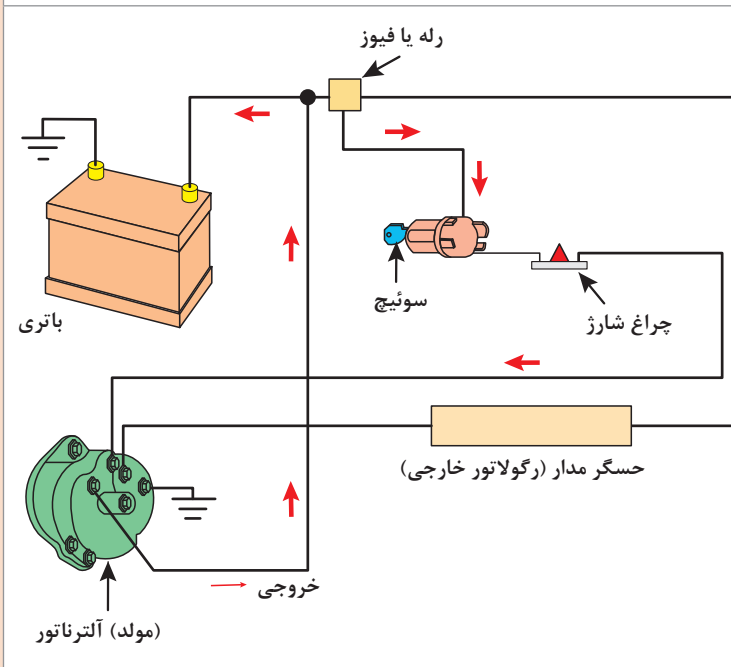 رله یا فیوز
سوئیچ
چراغ شارژ
باتری
حسگر مدار (رگولاتور خارجی)
خروجی
(مولد) آلترناتور